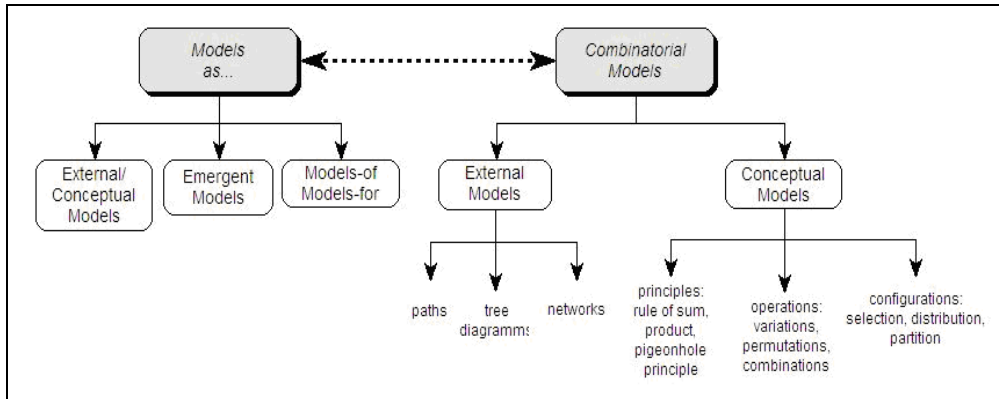 Models
as...
Combinatorial
Models
External/
Conceptual
Models
Emergent
Models
Models-of
Models-for
External
Models
Conceptual
Models
paths
tree
diagramms
networks
principles:
rule of sum,
product,
pigeonhole
principle
operations:
variations,
permutations,
combinations
configurations:
selection, distribution,
partition